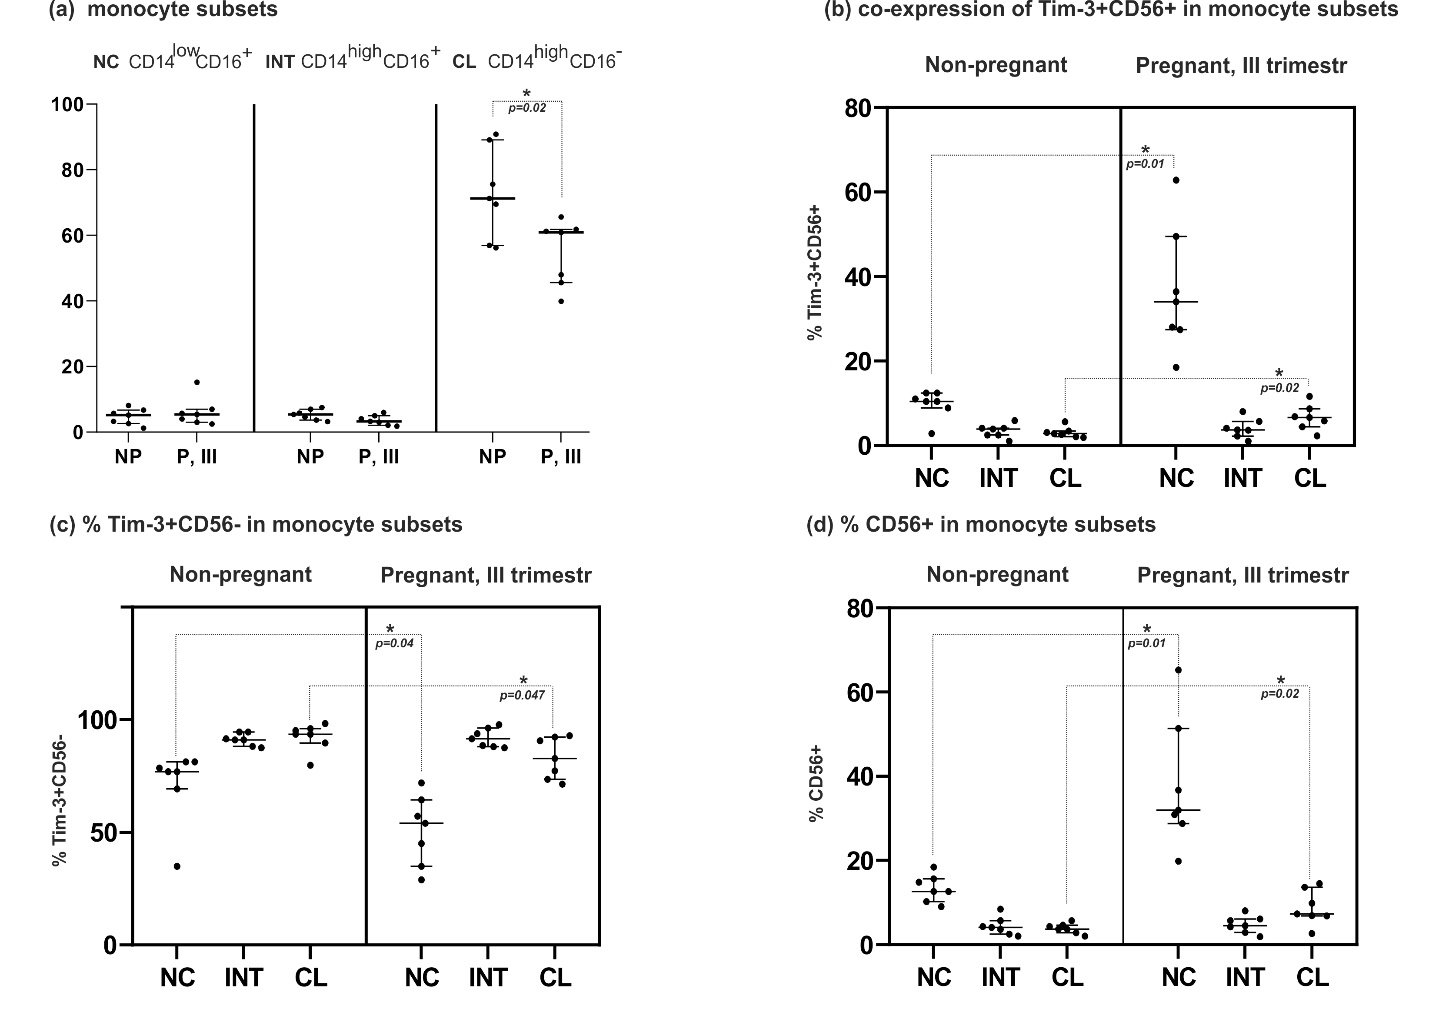 (a) monocyte subsets
NC CD14lowCD16+ INT CD14highCD16+ CL CD14highCD16-
100
80
60
40
20
0
*
p=0.02
NP P, III NP P, III NP P, III
(b) co-expression of Tim-3+CD56+ in monocyte subsets
Non-pregnant Pregnant, III trimestr
% Tim-3+CD56+
80
60
40
20
0
*
p=0.01
*
p=0.02
NC INT CL NC INT CL
(c) % Tim-3+CD56- in monocyte subsets
Non-pregnant Pregnant, III trimestr
% Tim-3+CD56-
100
50
0
*
p=0.04
*
p=0.047
NC INT CL NC INT CL
(d) % CD56+ in monocyte subsets
Non-pregnant Pregnant, III trimestr
% CD56+
80
60
40
20
0
*
p=0.01
*
p=0.02
NC INT CL NC INT CL